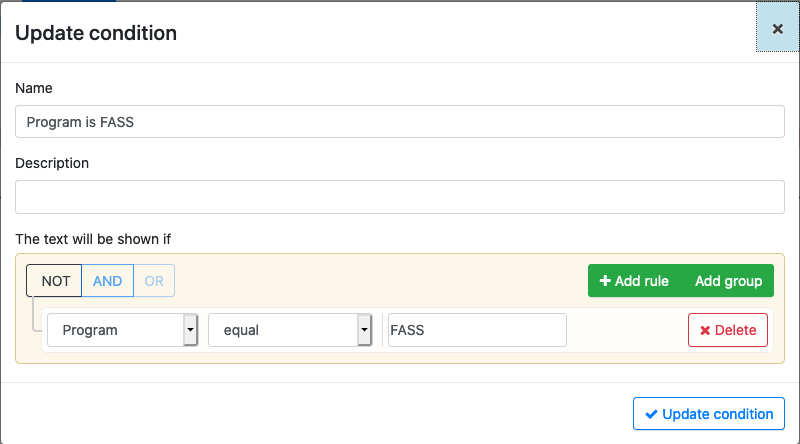 Update condition
Name
Program is FASS
Description
The text will be shown if
NOT AND OR Add rule Add group
Program equal FASS Delete
Update condition